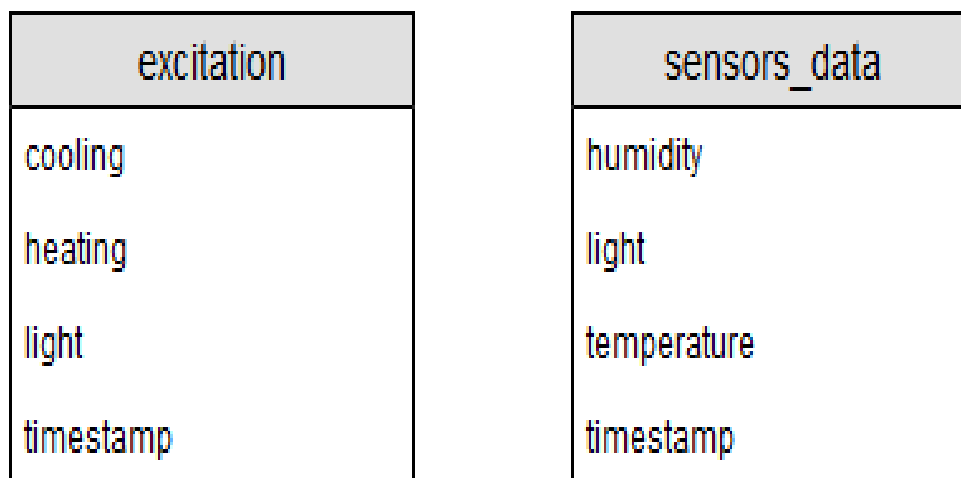 excitation
cooling
heating
light
timestamp
sensors_data
humidity
light
temperature
timestamp